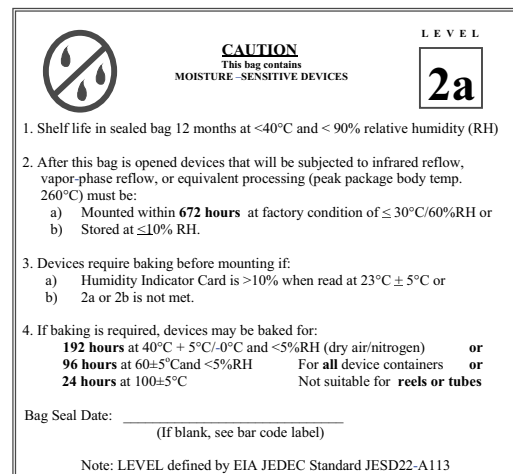 LEVEL
CAUTION
This bag contains
MOISTURE –SENSITIVE DEVICES
2a
1. Shelf life in sealed bag 12 months at <40°C and < 90% relative humidity (RH)
2. After this bag is opened devices that will be subjected to infrared reflow,
vapor-phase reflow, or equivalent processing (peak package body temp.
260°C) must be:
a) Mounted within 672 hours at factory condition of ≤ 30°C/60%RH or
b) Stored at ≤10% RH.
3. Devices require baking before mounting if:
a) Humidity Indicator Card is >10% when read at 23°C ± 5°C or
b) 2a or 2b is not met.
4. If baking is required, devices may be baked for:
192 hours at 40°C + 5°C/-0°C and <5%RH (dry air/nitrogen) or
96 hours at 60±5°Cand <5%RH For all device containers or
24 hours at 100±5°C Not suitable for reels or tubes
Bag Seal Date: ______________________________
(If blank, see bar code label)
Note: LEVEL defined by EIA JEDEC Standard JESD22-A113